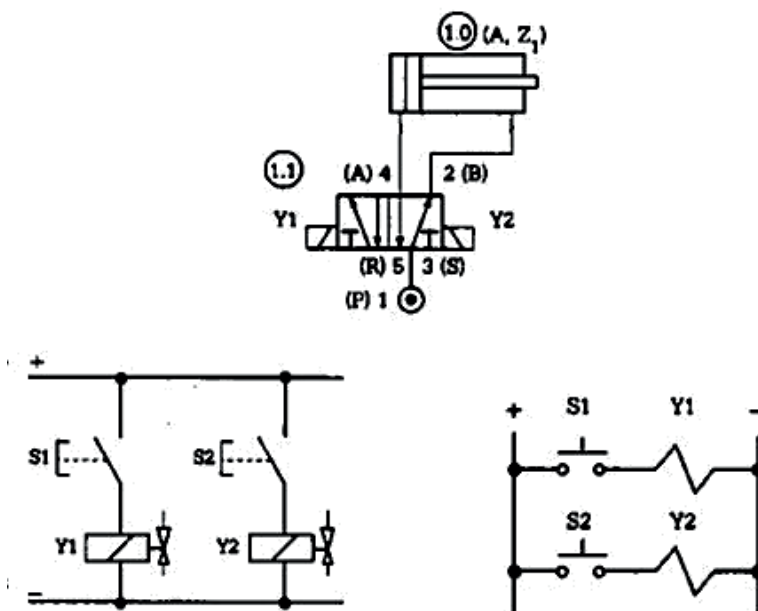 1.0 (A, Z1)
1.1 (A) 4 2 (B)
Y1 Y2
(R) 5 3 (S)
(P) 1
+
+ S1 Y1 -
S1 S2
S2 Y2
Y1 Y2
-